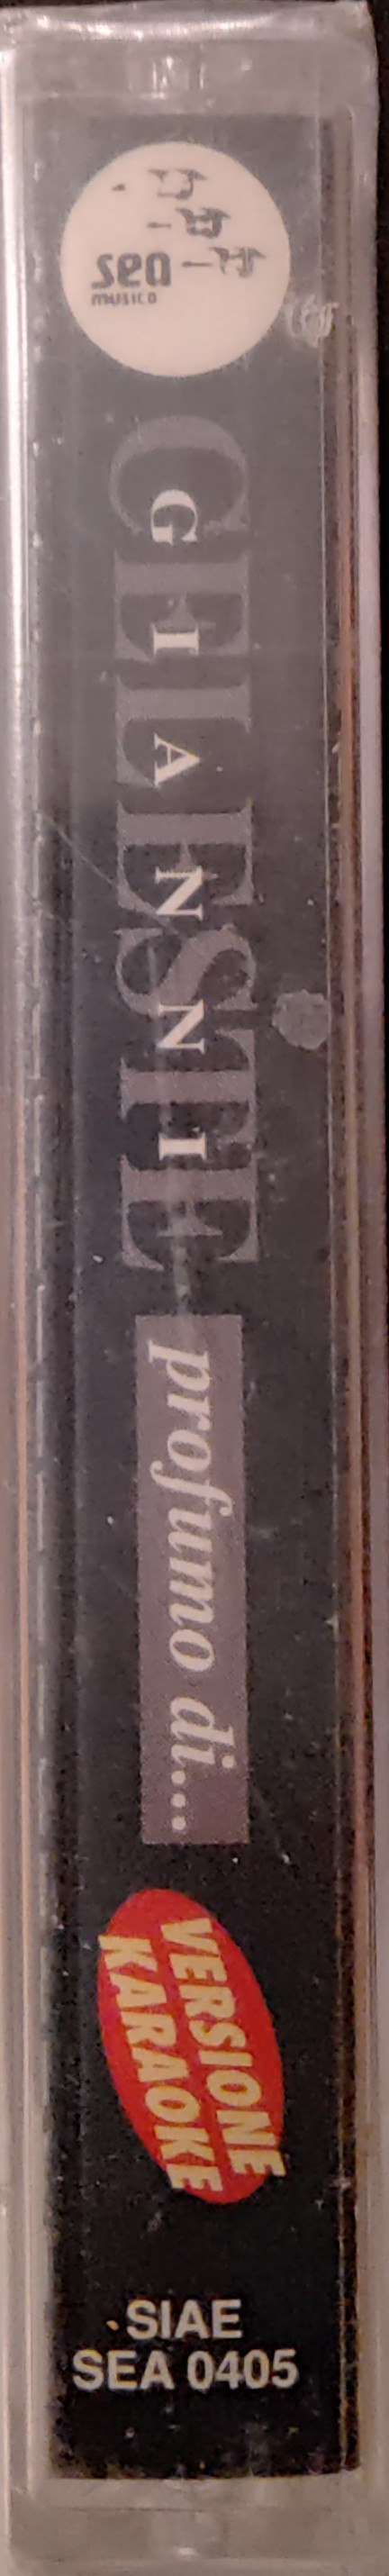 sea
musica
GIANNI
CELESTE
profumo di...
VERSIONE
KARAOKE
SIAE
SEA 0405